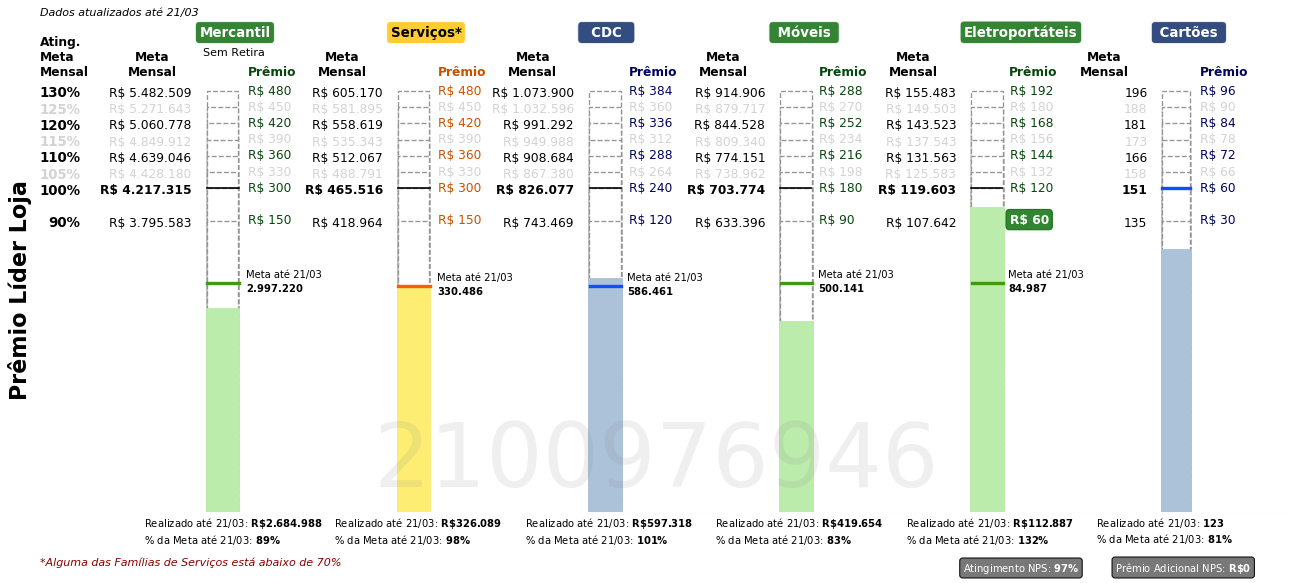 Dados atualizados até 21/03
Mercantil Serviços* CDC Móveis Eletroportáteis Cartões
Sem Retira
Ating. Meta Mensal
Meta Mensal Prêmio Meta Mensal Prêmio Meta Mensal Prêmio Meta Mensal Prêmio Meta Mensal Prêmio Meta Mensal Prêmio
130% R$ 5.482.509 R$ 480 R$ 605.170 R$ 480 R$ 1.073.900 R$ 384 R$ 914.906 R$ 288 R$ 155.483 R$ 192 196 R$ 96
125% R$ 5.271.643 R$ 450 R$ 581.895 R$ 450 R$ 1.032.596 R$ 360 R$ 879.717 R$ 270 R$ 149.503 R$ 180 188 R$ 90
120% R$ 5.060.778 R$ 420 R$ 558.619 R$ 420 R$ 991.292 R$ 336 R$ 844.528 R$ 252 R$ 143.523 R$ 168 181 R$ 84
115% R$ 4.849.912 R$ 390 R$ 535.343 R$ 390 R$ 949.988 R$ 312 R$ 809.340 R$ 234 R$ 137.543 R$ 156 173 R$ 78
110% R$ 4.639.046 R$ 360 R$ 512.067 R$ 360 R$ 908.684 R$ 288 R$ 774.151 R$ 216 R$ 131.563 R$ 144 166 R$ 72
105% R$ 4.428.180 R$ 330 R$ 488.791 R$ 330 R$ 867.380 R$ 264 R$ 738.962 R$ 198 R$ 125.583 R$ 132 158 R$ 66
100% R$ 4.217.315 R$ 300 R$ 465.516 R$ 300 R$ 826.077 R$ 240 R$ 703.774 R$ 180 R$ 119.603 R$ 120 151 R$ 60
90% R$ 3.795.583 R$ 150 R$ 418.964 R$ 150 R$ 743.469 R$ 120 R$ 633.396 R$ 90 R$ 107.642 R$ 60 135 R$ 30
Prêmio Líder Loja
Meta até 21/03 Meta até 21/03 Meta até 21/03 Meta até 21/03 Meta até 21/03
2.997.220 330.486 586.461 500.141 84.987
2100976946
Realizado até 21/03: R$2.684.988 Realizado até 21/03: R$326.089 Realizado até 21/03: R$597.318 Realizado até 21/03: R$419.654 Realizado até 21/03: R$112.887 Realizado até 21/03: 123
% da Meta até 21/03: 89% % da Meta até 21/03: 98% % da Meta até 21/03: 101% % da Meta até 21/03: 83% % da Meta até 21/03: 132% % da Meta até 21/03: 81%
*Alguma das Famílias de Serviços está abaixo de 70%
Atingimento NPS: 97% Prêmio Adicional NPS: R$0